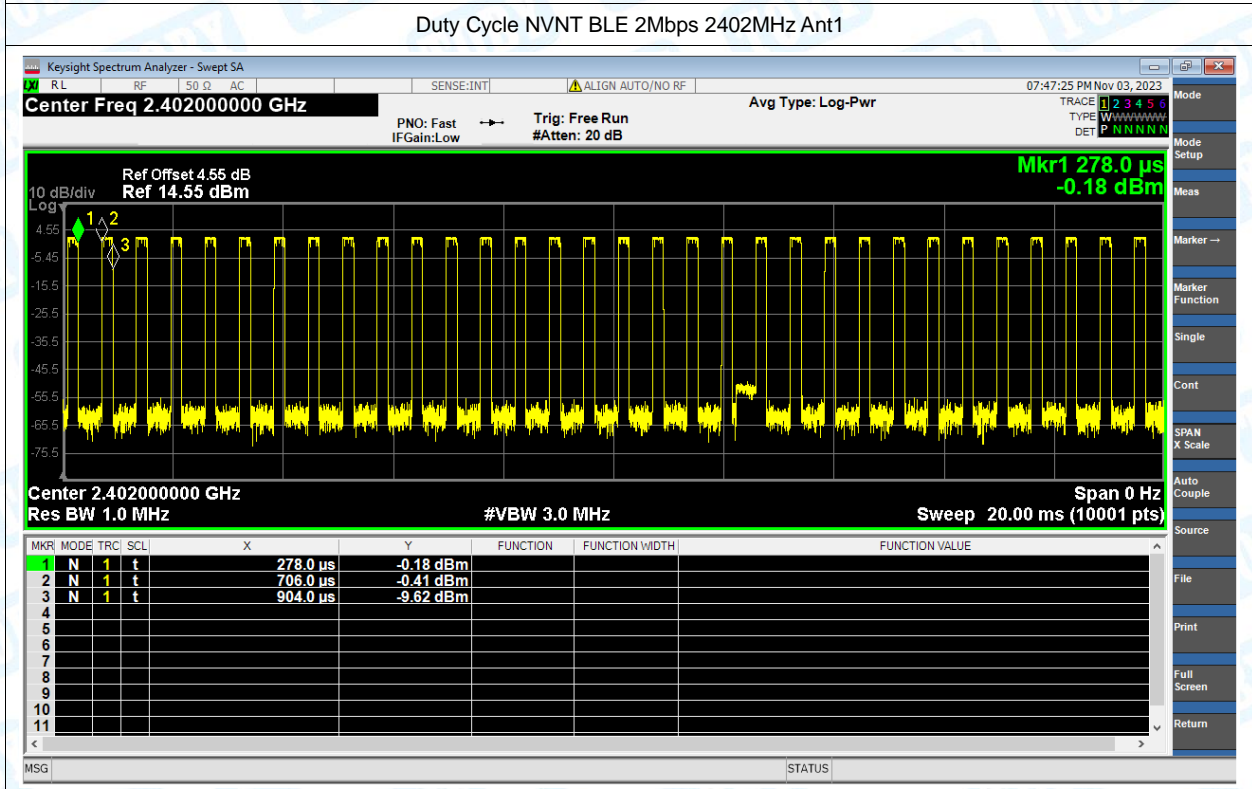 Duty Cycle NVNT BLE 2Mbps 2402MHz Ant1
Keysight Spectrum Analyzer - Swept SA
LXI RL RF 50 Ω AC SENSE:INT ALIGN AUTO/NO RF 07:47:25 PM Nov 03, 2023
Center Freq 2.402000000 GHz Avg Type: Log-Pwr TRACE 1 2 3 4 5 6
PNO: Fast Trig: Free Run TYPE WWWWWW
IFGain:Low #Atten: 20 dB DET P N N N N N
Mkr1 278.0 µs
-0.18 dBm
Ref Offset 4.55 dB
10 dB/div Ref 14.55 dBm
Log
1 2
3
4.55
-5.45
-15.5
-25.5
-35.5
-45.5
-55.5
-65.5
-75.5
Center 2.402000000 GHz Span 0 Hz
Res BW 1.0 MHz #VBW 3.0 MHz Sweep 20.00 ms (10001 pts)
MKR MODE TRC SCL X Y FUNCTION FUNCTION WIDTH FUNCTION VALUE
1 N 1 t 278.0 µs -0.18 dBm
2 N 1 t 706.0 µs -0.41 dBm
3 N 1 t 904.0 µs -9.62 dBm
4
5
6
7
8
9
10
11
MSG STATUS
Mode
Mode
Setup
Meas
Marker →
Marker
Function
Single
Cont
SPAN
X Scale
Auto
Couple
Source
File
Print
Full
Screen
Return